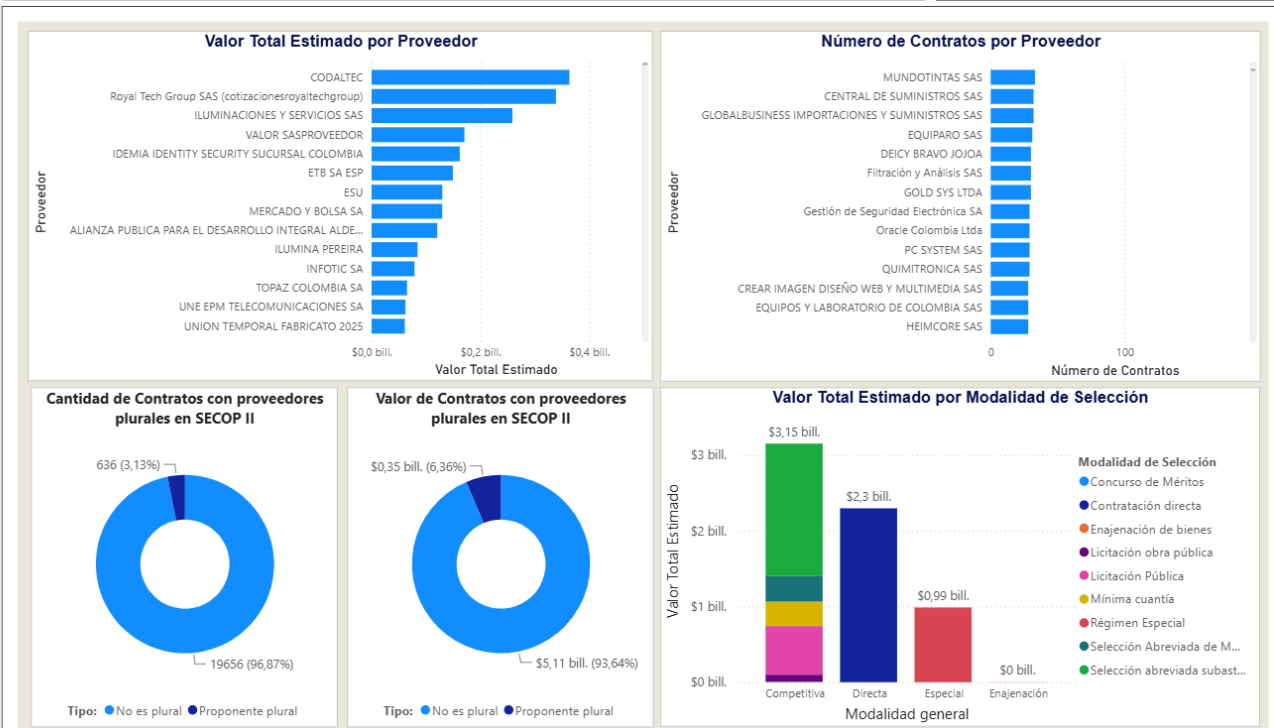 Valor Total Estimado por Proveedor
CODALTEC
Royal Tech Group SAS (cotizacionesroyaltechgroup)
ILUMINACIONES Y SERVICIOS SAS
VALOR SASPROVEEDOR
IDEMIA IDENTITY SECURITY SUCURSAL COLOMBIA
ETB SA ESP
ESU
MERCADO Y BOLSA SA
ALIANZA PUBLICA PARA EL DESARROLLO INTEGRAL ALDE...
ILUMINA PEREIRA
INFOTIC SA
TOPAZ COLOMBIA SA
UNE EPM TELECOMUNICACIONES SA
UNION TEMPORAL FABRICATO 2025
Proveedor
$0,0 bill.
$0,2 bill.
$0,4 bill.
Valor Total Estimado
Número de Contratos por Proveedor
MUNDOTINTAS SAS
CENTRAL DE SUMINISTROS SAS
GLOBALBUSINESS IMPORTACIONES Y SUMINISTROS SAS
EQUIPARO SAS
DEICY BRAVO JOJOA
Filtración y Análisis SAS
GOLD SYS LTDA
Gestión de Seguridad Electrónica SA
Oracle Colombia Ltda
PC SYSTEM SAS
QUIMITRONICA SAS
CREAR IMAGEN DISEÑO WEB Y MULTIMEDIA SAS
EQUIPOS Y LABORATORIO DE COLOMBIA SAS
HEIMCORE SAS
Proveedor
0
100
Número de Contratos
Cantidad de Contratos con proveedores
plurales en SECOP II
636 (3,13%)
19656 (96,87%)
Tipo: No es plural Proponente plural
Valor de Contratos con proveedores
plurales en SECOP II
$0,35 bill. (6,36%)
$5,11 bill. (93,64%)
Tipo: No es plural Proponente plural
Valor Total Estimado por Modalidad de Selección
$3 bill.
$2 bill.
$1 bill.
$0 bill.
Valor Total Estimado
$3,15 bill.
$2,3 bill.
$0,99 bill.
$0 bill.
Competitiva
Directa
Especial
Enajenación
Modalidad general
Modalidad de Selección
Concurso de Méritos
Contratación directa
Enajenación de bienes
Licitación obra pública
Licitación Pública
Mínima cuantía
Régimen Especial
Selección Abreviada de M...
Selección abreviada subast...